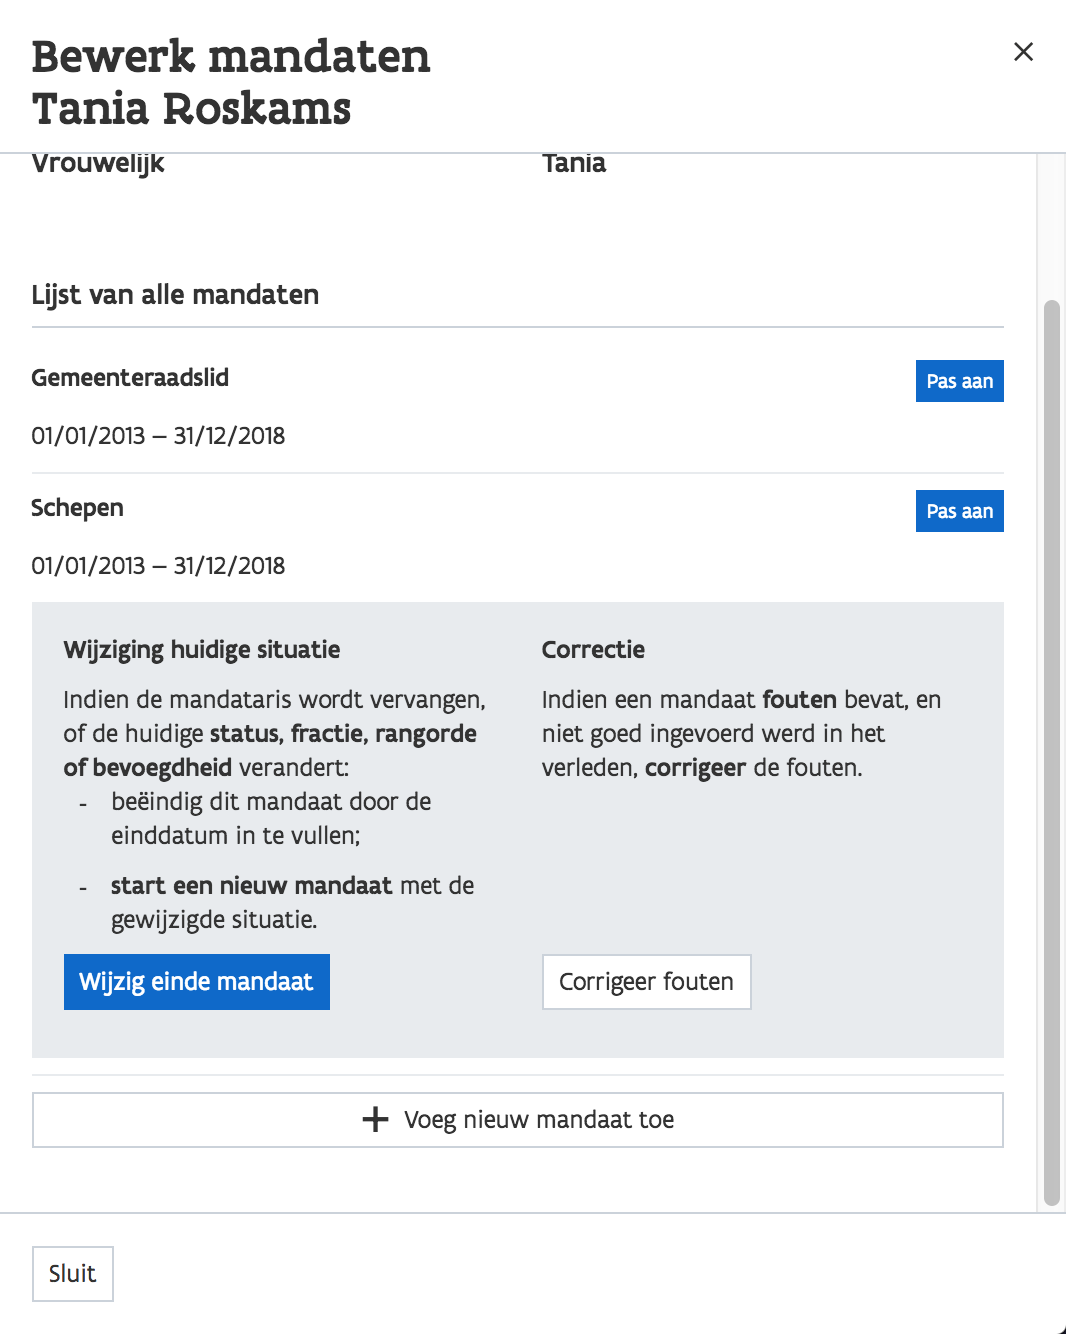 Bewerk mandaten
Tania Roskams
Vrouwelijk
Tania
Lijst van alle mandaten
Gemeenteraadslid
Pas aan
01/01/2013 – 31/12/2018
Schepen
Pas aan
01/01/2013 – 31/12/2018
Wijziging huidige situatie
Indien de mandataris wordt vervangen,
of de huidige status, fractie, rangorde
of bevoegdheid verandert:
- beëindig dit mandaat door de
einddatum in te vullen;
- start een nieuw mandaat met de
gewijzigde situatie.
Wijzig einde mandaat
Correctie
Indien een mandaat fouten bevat, en
niet goed ingevoerd werd in het
verleden, corrigeer de fouten.
Corrigeer fouten
Voeg nieuw mandaat toe
Sluit